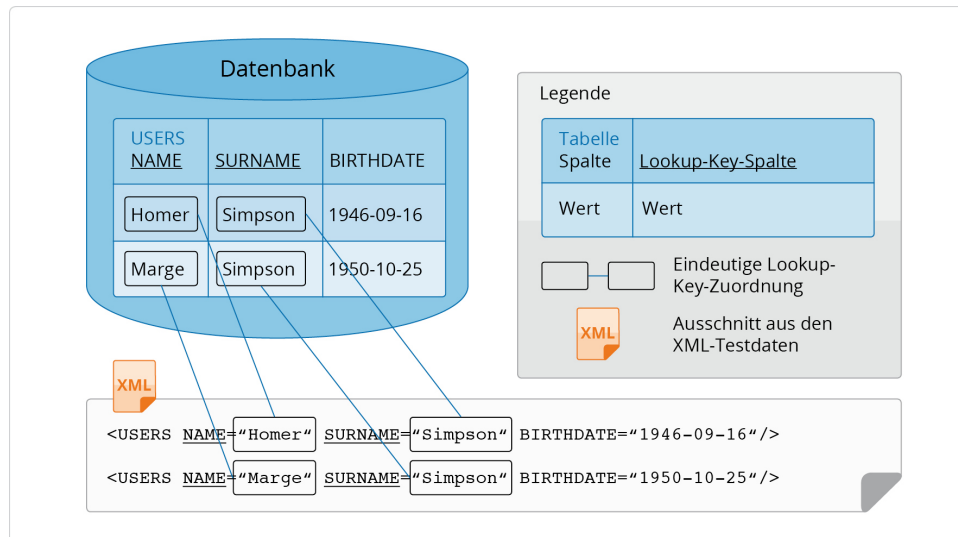 Datenbank
USERS
NAME SURNAME BIRTHDATE
Homer Simpson 1946-09-16
Marge Simpson 1950-10-25
Legende
Tabelle
Spalte Lookup-Key-Spalte
Wert Wert
Eindeutige Lookup-
Key-Zuordnung
XML
Ausschnitt aus den
XML-Testdaten
XML
<USERS NAME=“Homer“ SURNAME=“Simpson“ BIRTHDATE=“1946-09-16“/>
<USERS NAME=“Marge“ SURNAME=“Simpson“ BIRTHDATE=“1950-10-25“/>